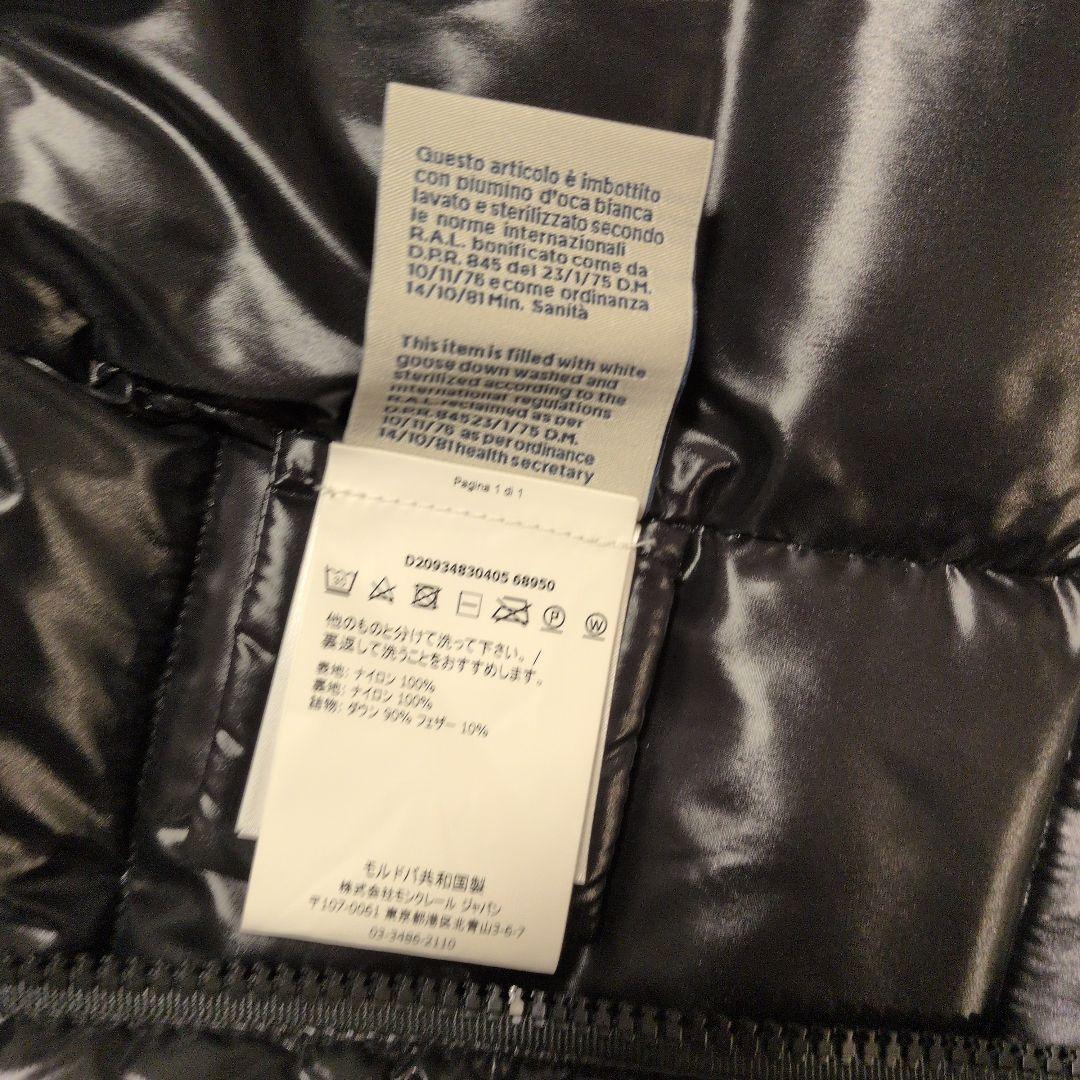 Questo articolo è imbottito
con piumino d'oca bianca
lavato e sterilizzato secondo
le norme internazionali
R.A.L. bonificato come da
D.P.R. 845 del 23/1/75 D.M.
10/11/76 e come ordinanza
14/10/81 Min. Sanità
This item is filled with white
goose down washed and
sterilized according to the
international regulations
R.A.L. reclaimed as per
D.P.R. 84523/1/75 D.M.
10/11/76 as per ordinance
14/10/81 health secretary
Pagina 1 di 1
D20934830405 68950
30 P W
他のものと分けて洗って下さい。/
裏返して洗うことをおすすめします。
表地: ナイロン 100%
裏地: ナイロン 100%
詰物: ダウン 90% フェザー 10%
モルドバ共和国製
株式会社モンクレール ジャパン
〒107-0061 東京都港区北青山3-6-7
03-3486-2110